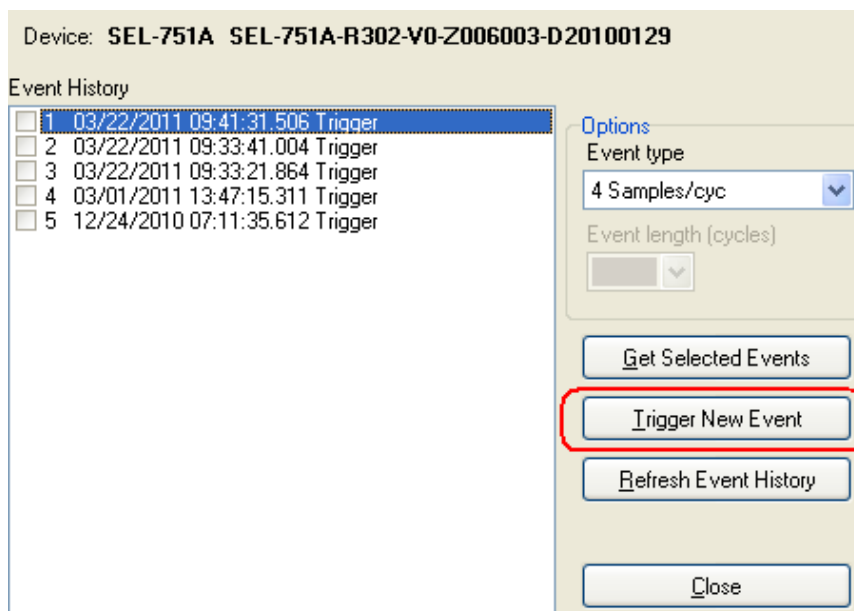 Device: SEL-751A SEL-751A-R302-V0-Z006003-D20100129
Event History
1 03/22/2011 09:41:31.506 Trigger
2 03/22/2011 09:33:41.004 Trigger
3 03/22/2011 09:33:21.864 Trigger
4 03/01/2011 13:47:15.311 Trigger
5 12/24/2010 07:11:35.612 Trigger
Options
Event type
4 Samples/cyc
Event length (cycles)
Get Selected Events
Trigger New Event
Refresh Event History
Close